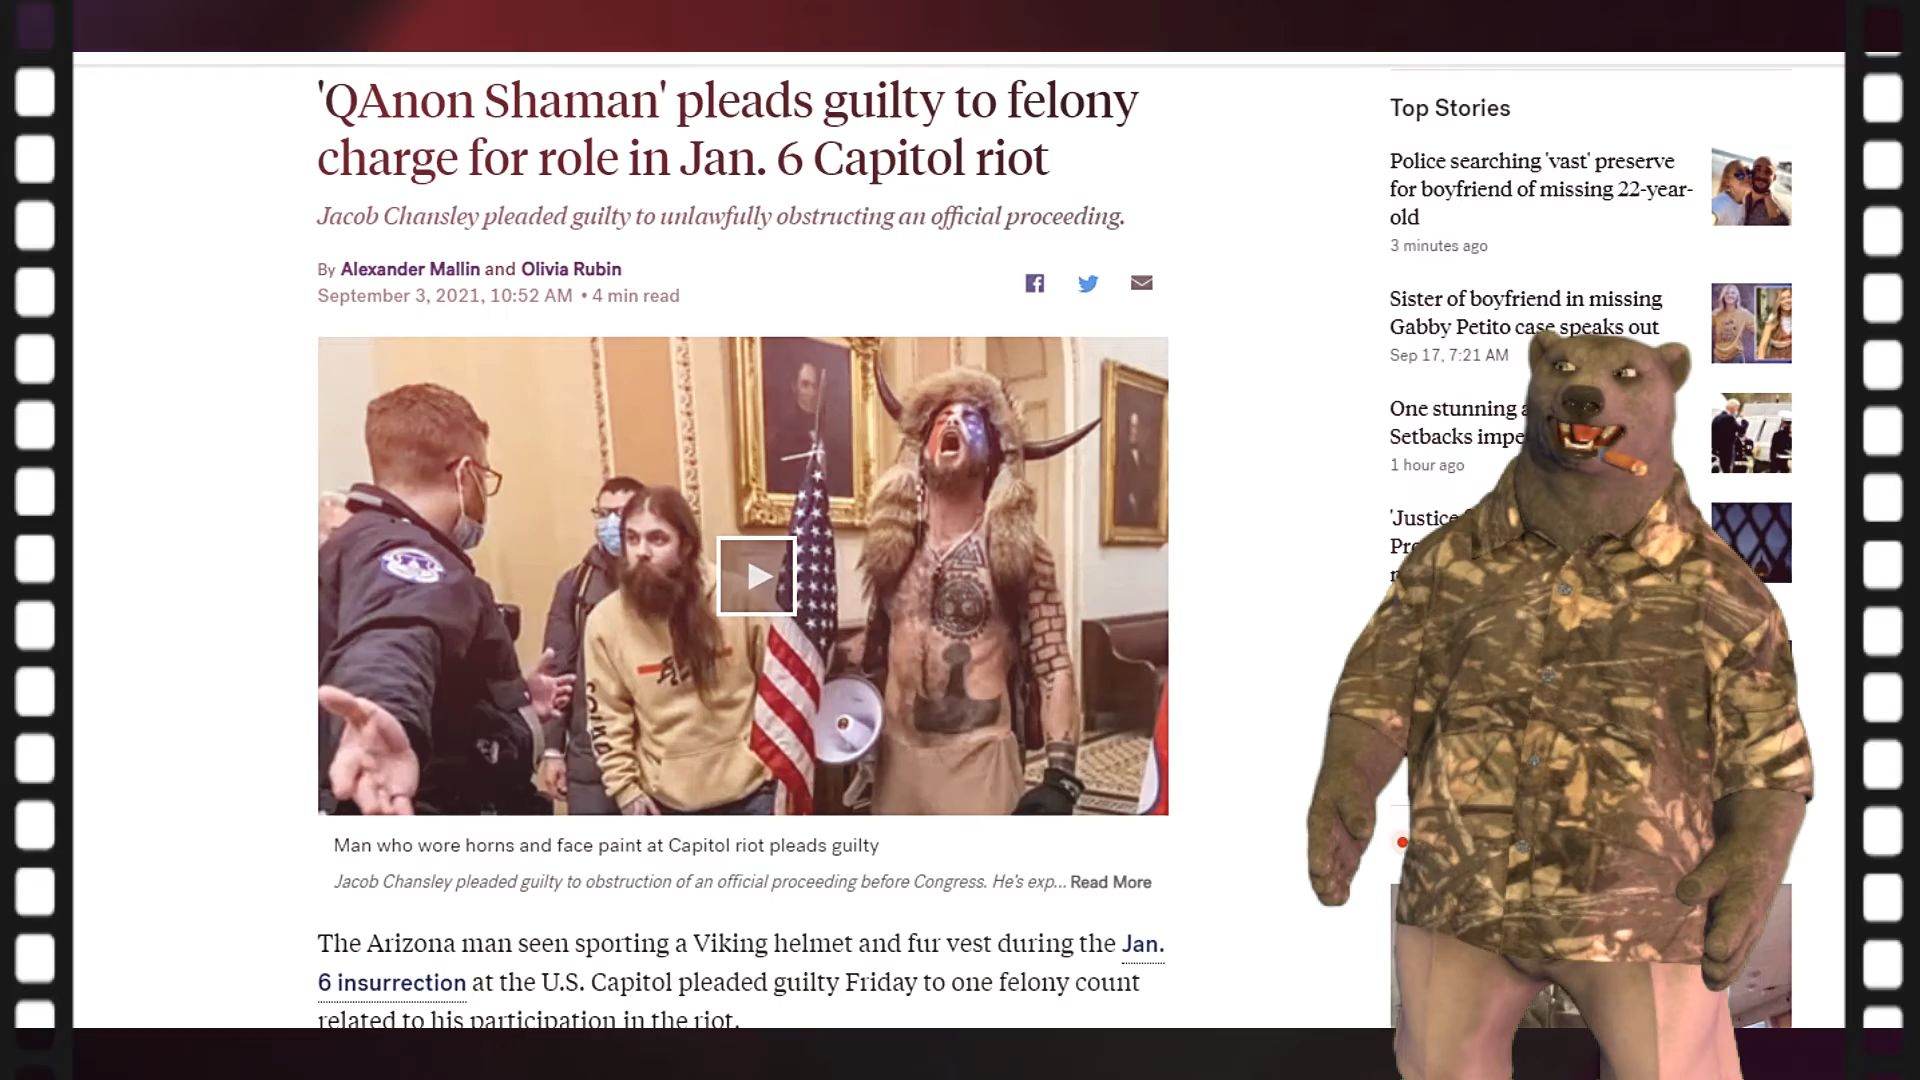 'QAnon Shaman' pleads guilty to felony
charge for role in Jan. 6 Capitol riot
Jacob Chansley pleaded guilty to unlawfully obstructing an official proceeding.
By Alexander Mallin and Olivia Rubin
September 3, 2021, 10:52 AM • 4 min read
Man who wore horns and face paint at Capitol riot pleads guilty
Jacob Chansley pleaded guilty to obstruction of an official proceeding before Congress. He's exp... Read More
The Arizona man seen sporting a Viking helmet and fur vest during the Jan.
6 insurrection at the U.S. Capitol pleaded guilty Friday to one felony count
related to his participation in the riot.
Top Stories
Police searching 'vast' preserve
for boyfriend of missing 22-year-
old
3 minutes ago
Sister of boyfriend in missing
Gabby Petito case speaks out
Sep 17, 7:21 AM
One stunning
Setbacks
1 hour ago
'Justice